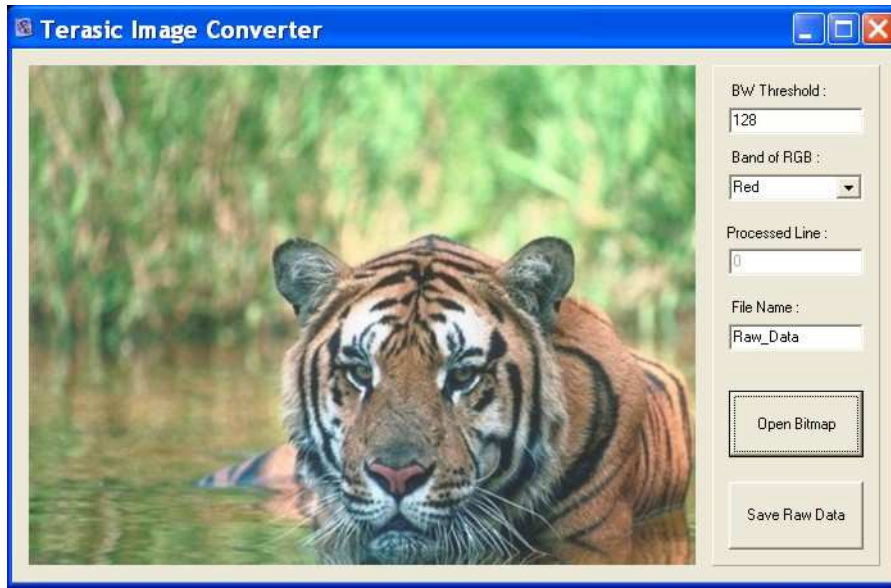 Terasic Image Converter
BW Threshold :
128
Band of RGB :
Red
Processed Line :
0
File Name :
Raw_Data
Open Bitmap
Save Raw Data